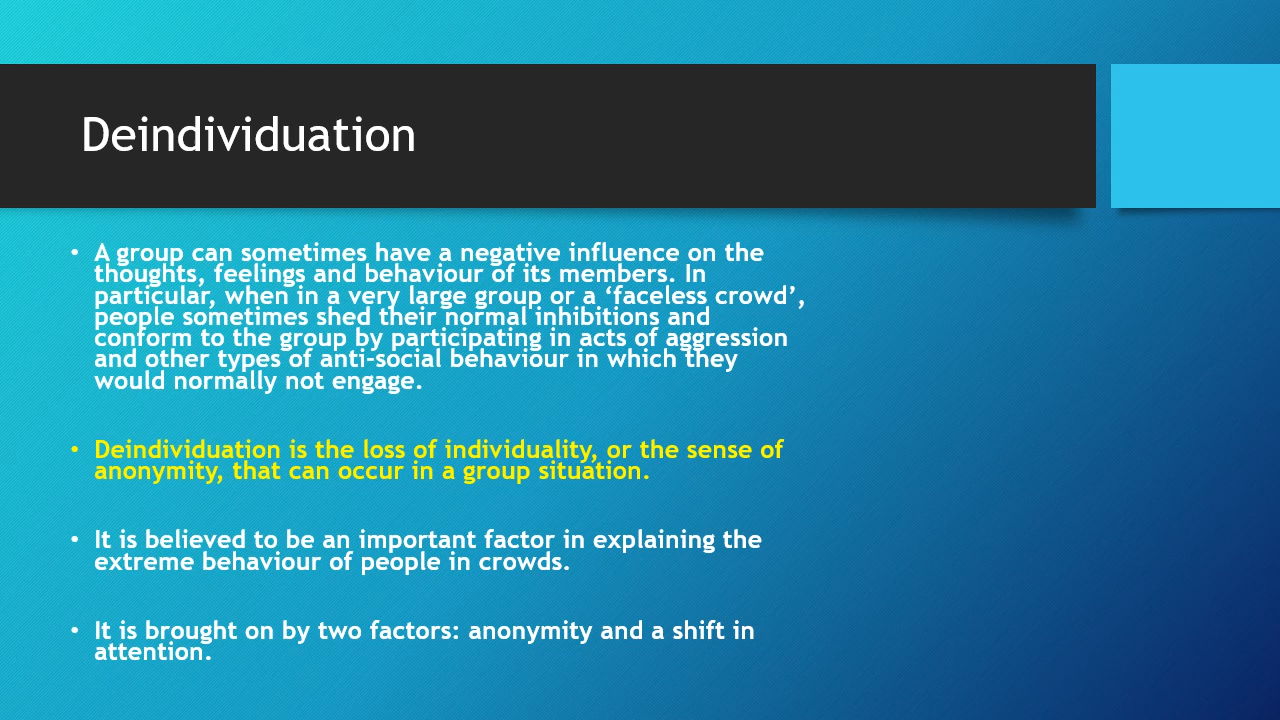 Deindividuation
• A group can sometimes have a negative influence on the
thoughts, feelings and behaviour of its members. In
particular, when in a very large group or a ‘faceless crowd’,
people sometimes shed their normal inhibitions and
conform to the group by participating in acts of aggression
and other types of anti-social behaviour in which they
would normally not engage.
• Deindividuation is the loss of individuality, or the sense of
anonymity, that can occur in a group situation.
• It is believed to be an important factor in explaining the
extreme behaviour of people in crowds.
• It is brought on by two factors: anonymity and a shift in
attention.